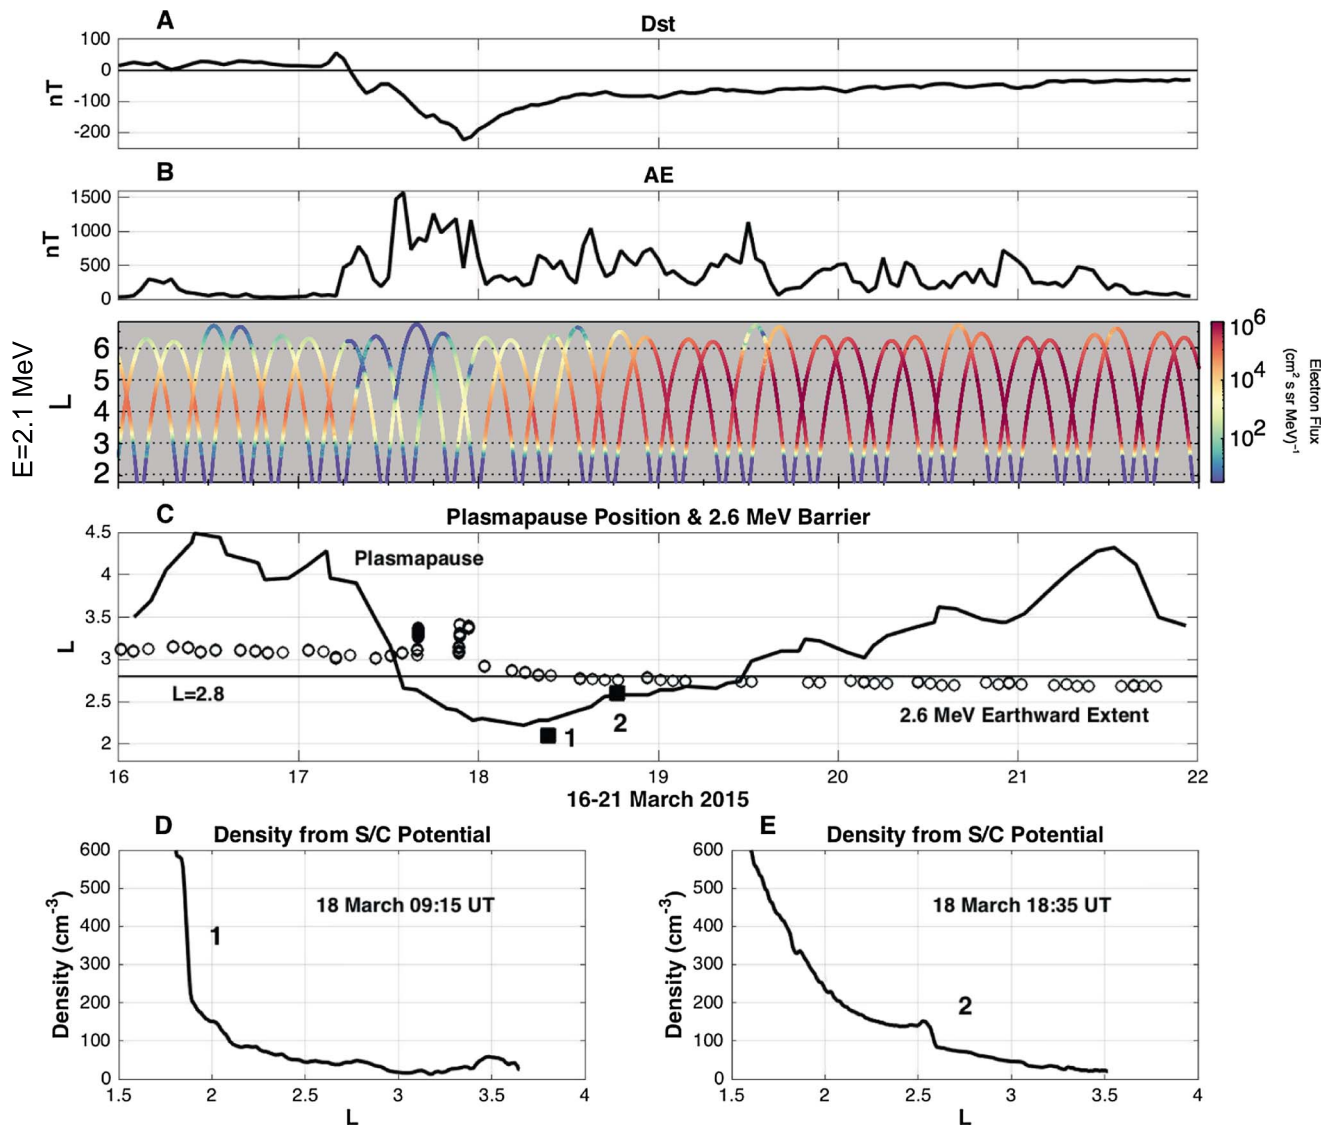 A
Dst
100
0
-100
-200
nT
B
AE
1500
1000
500
0
nT
E=2.1 MeV
L
6
5
4
3
2
10^6
10^4
10^2
Electron Flux
(cm² s sr MeV)⁻¹
C
Plasmapause Position & 2.6 MeV Barrier
4.5
4
3.5
3
2.5
2
L
Plasmapause
L=2.8
2.6 MeV Earthward Extent
1
2
16 17 18 19 20 21 22
16-21 March 2015
D
Density from S/C Potential
600
500
400
300
200
100
0
Density (cm⁻³)
18 March 09:15 UT
1
1.5 2 2.5 3 3.5 4
L
E
Density from S/C Potential
600
500
400
300
200
100
0
Density (cm⁻³)
18 March 18:35 UT
2
1.5 2 2.5 3 3.5 4
L